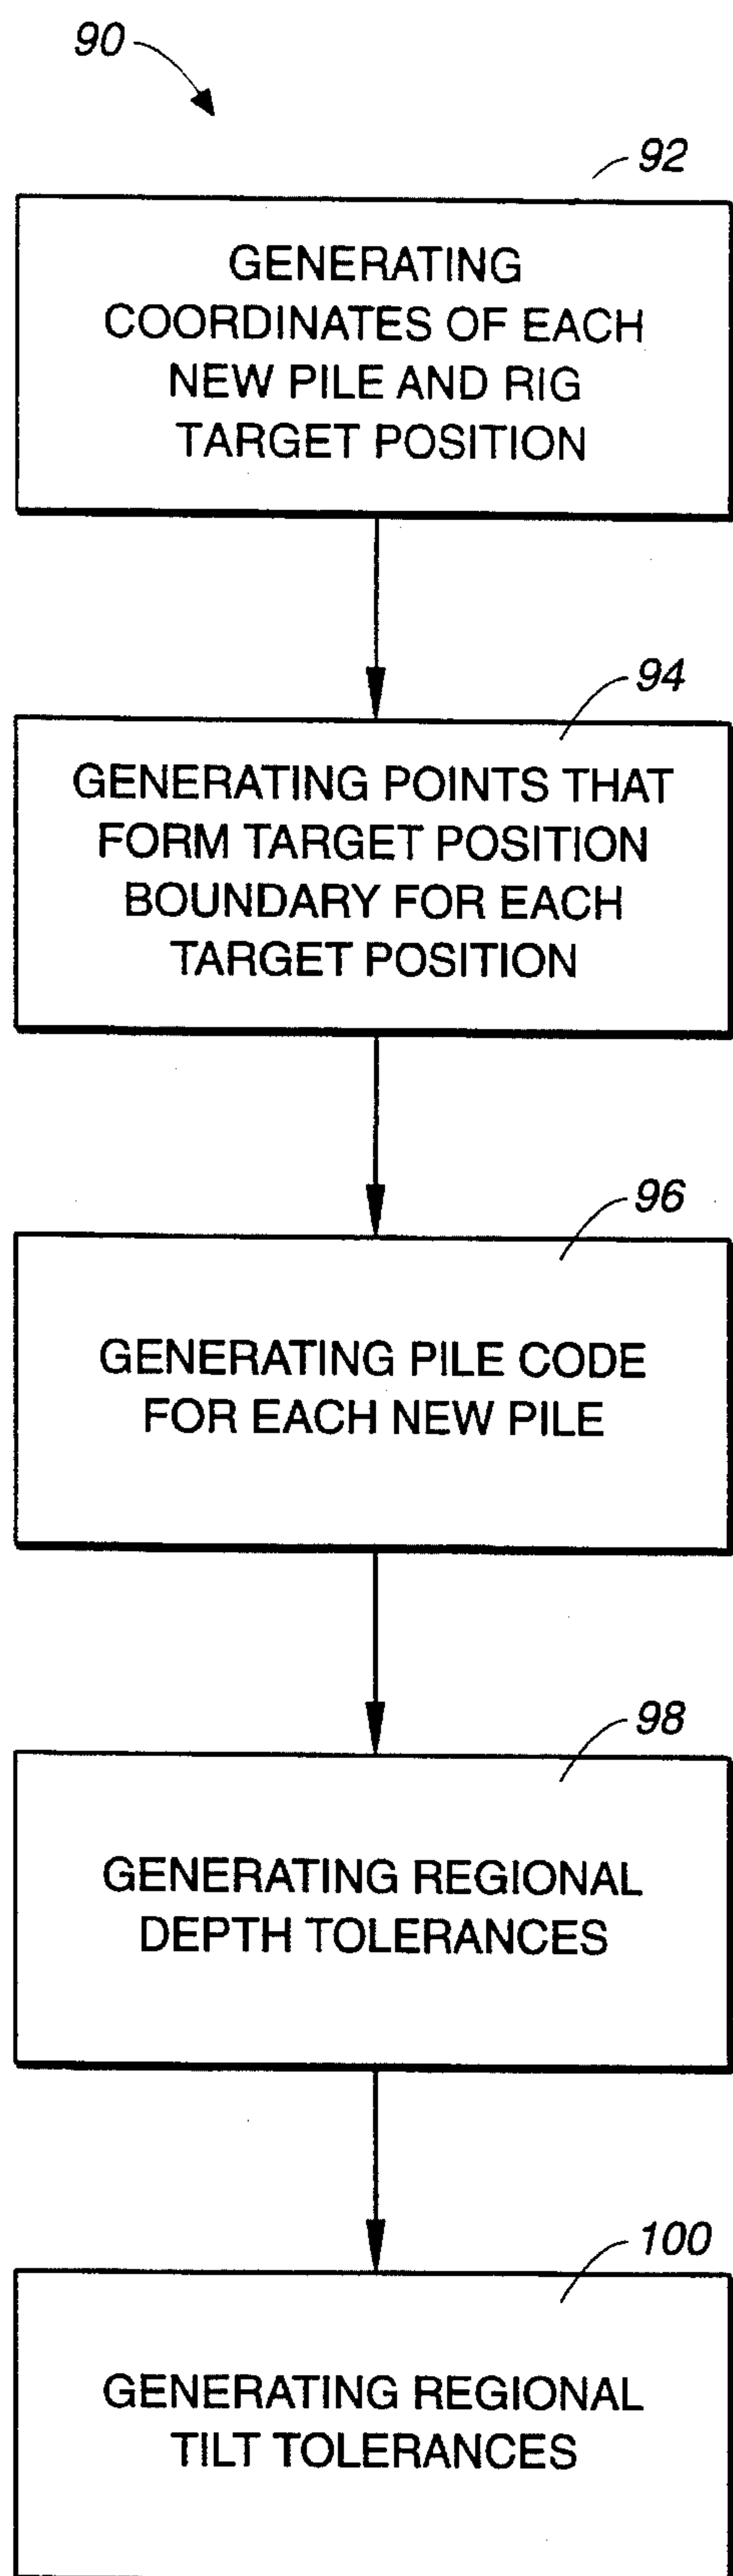 90
92
GENERATING
COORDINATES OF EACH
NEW PILE AND RIG
TARGET POSITION
94
GENERATING POINTS THAT
FORM TARGET POSITION
BOUNDARY FOR EACH
TARGET POSITION
96
GENERATING PILE CODE
FOR EACH NEW PILE
98
GENERATING REGIONAL
DEPTH TOLERANCES
100
GENERATING REGIONAL
TILT TOLERANCES